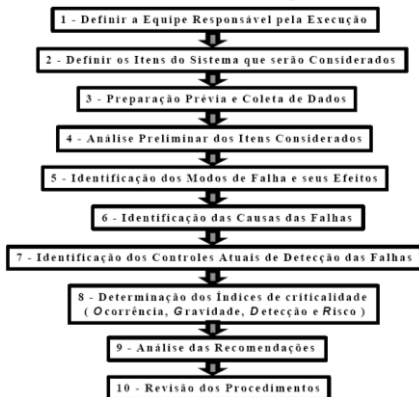 1 - Definir a Equipe Responsável pela Execução
2 - Definir os Itens do Sistema que serão Considerados
3 - Preparação Prévia e Coleta de Dados
4 - Análise Preliminar dos Itens Considerados
5 - Identificação dos Modos de Falha e seus Efeitos
6 - Identificação das Causas das Falhas
7 - Identificação dos Controles Atuais de Detecção das Falhas
8 - Determinação dos Índices de criticalidade
( Ocorrência, Gravidade, Detecção e Risco )
9 - Análise das Recomendações
10 - Revisão dos Procedimentos